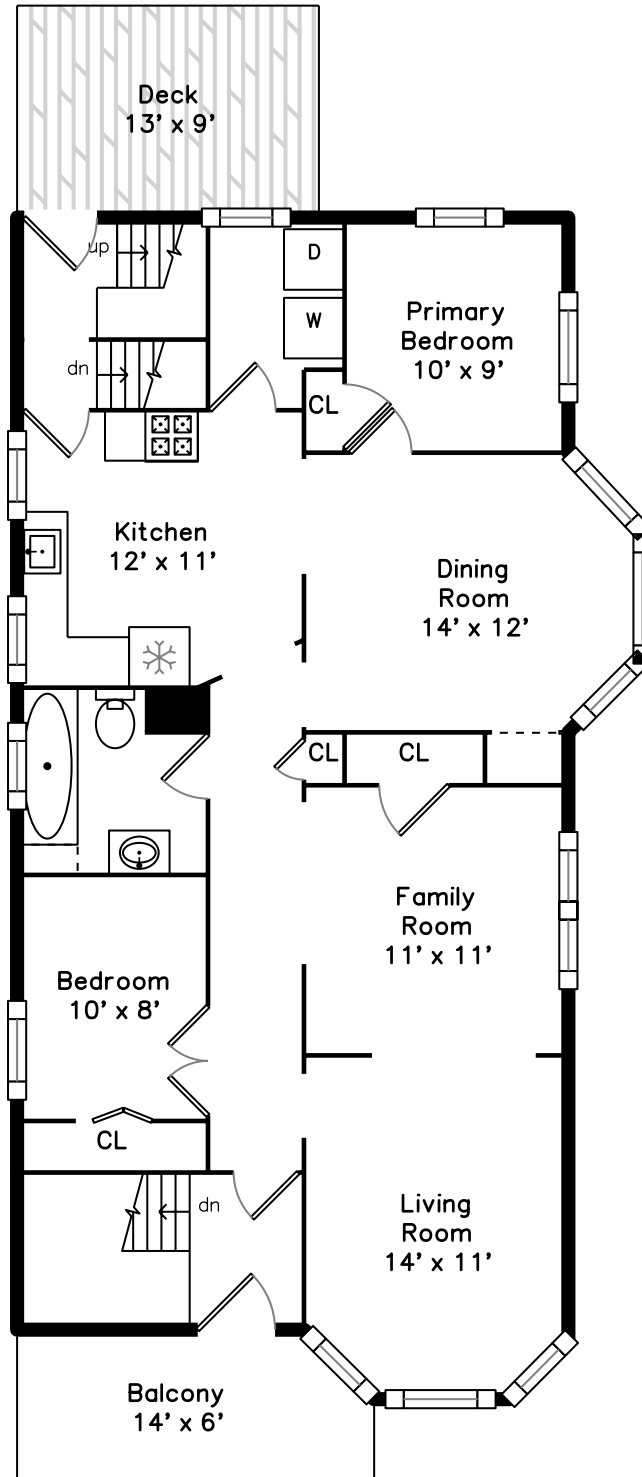 Deck
13' x 9'
up
D
W
Primary
Bedroom
10' x 9'
dn
CL
Kitchen
12' x 11'
Dining
Room
14' x 12'
CL
CL
Family
Room
11' x 11'
Bedroom
10' x 8'
CL
dn
Living
Room
14' x 11'
Balcony
14' x 6'